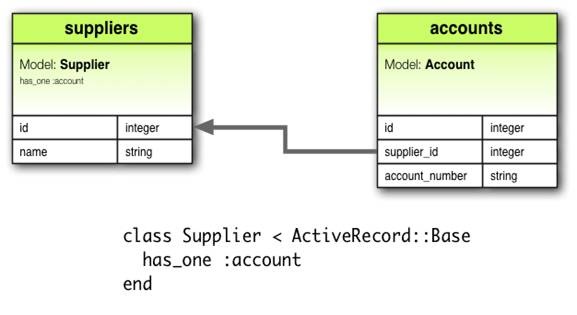 suppliers
Model: Supplier
has_one :account
id integer
name string
accounts
Model: Account
id integer
supplier_id integer
account_number string
class Supplier < ActiveRecord::Base
  has_one :account
end